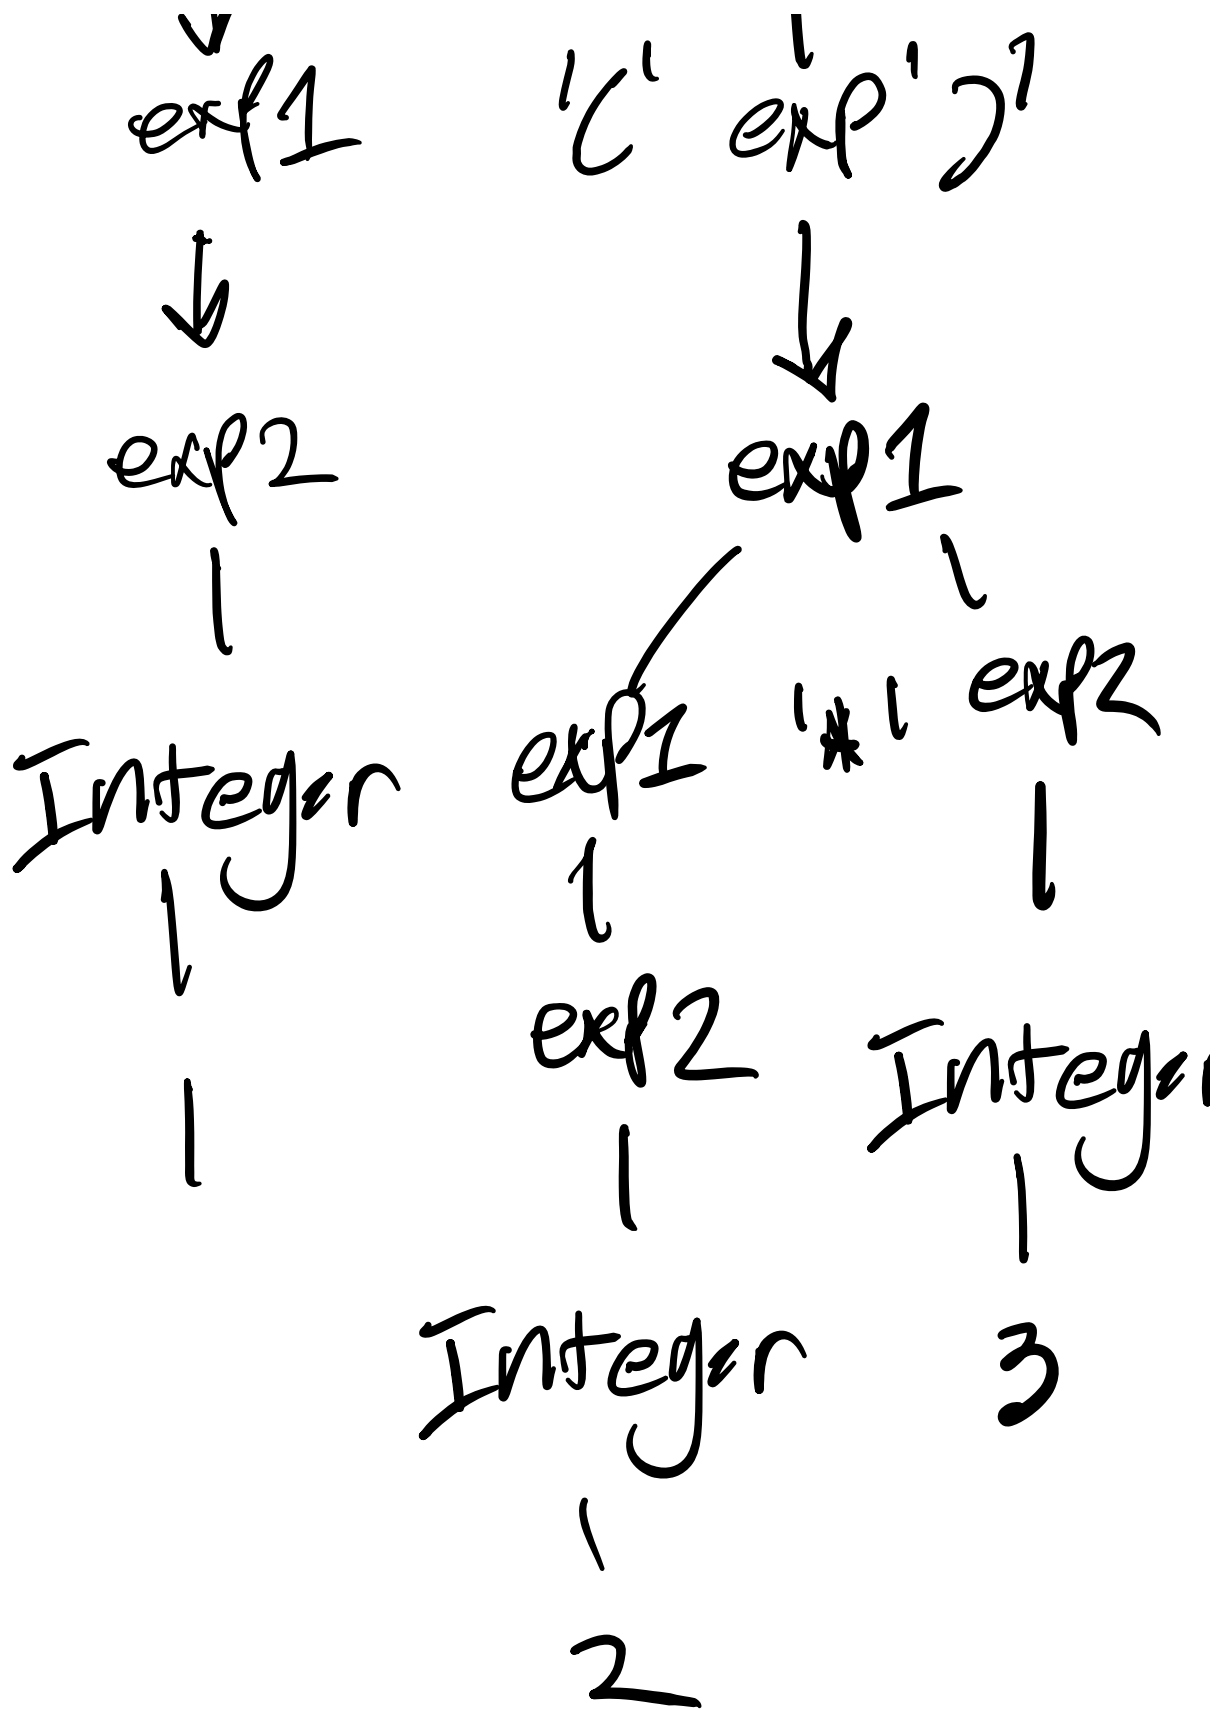 exp1 '(' exp ')'
exp2 exp1
Integer exp1 '*' exp2
1 exp2 Integer
Integer 3
2